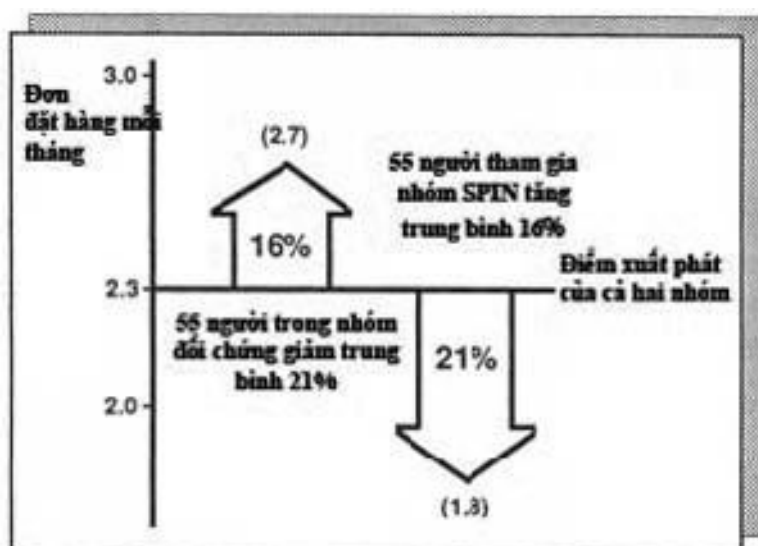 3.0
Đơn
đặt hàng mỗi
tháng
(2.7)
55 người tham gia
nhóm SPIN tăng
trung bình 16%
16%
Điểm xuất phát
của cả hai nhóm
2.3
55 người trong nhóm
đối chứng giảm trung
bình 21%
21%
2.0
(1.8)